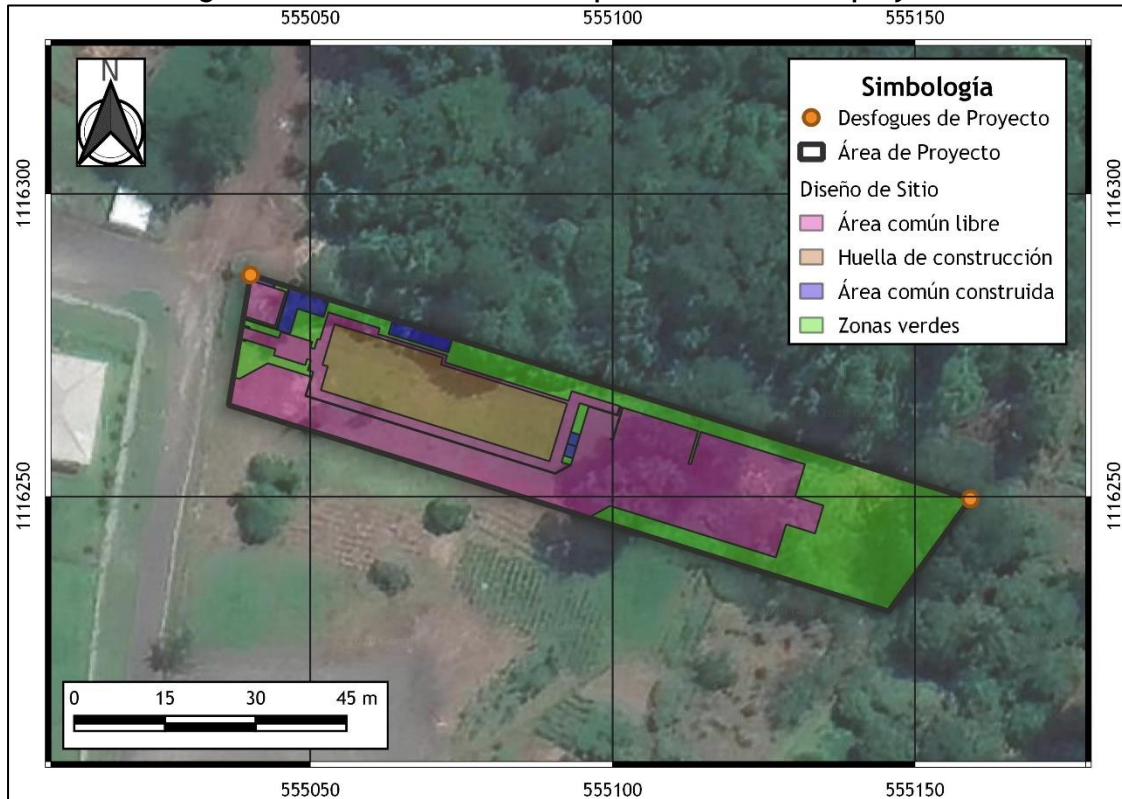 555050 555100 555150
N
Simbología
Desfogues de Proyecto
Área de Proyecto
Diseño de Sitio
Área común libre
Huella de construcción
Área común construida
Zonas verdes
1116300 1116300
1116250 1116250
0 15 30 45 m
555050 555100 555150